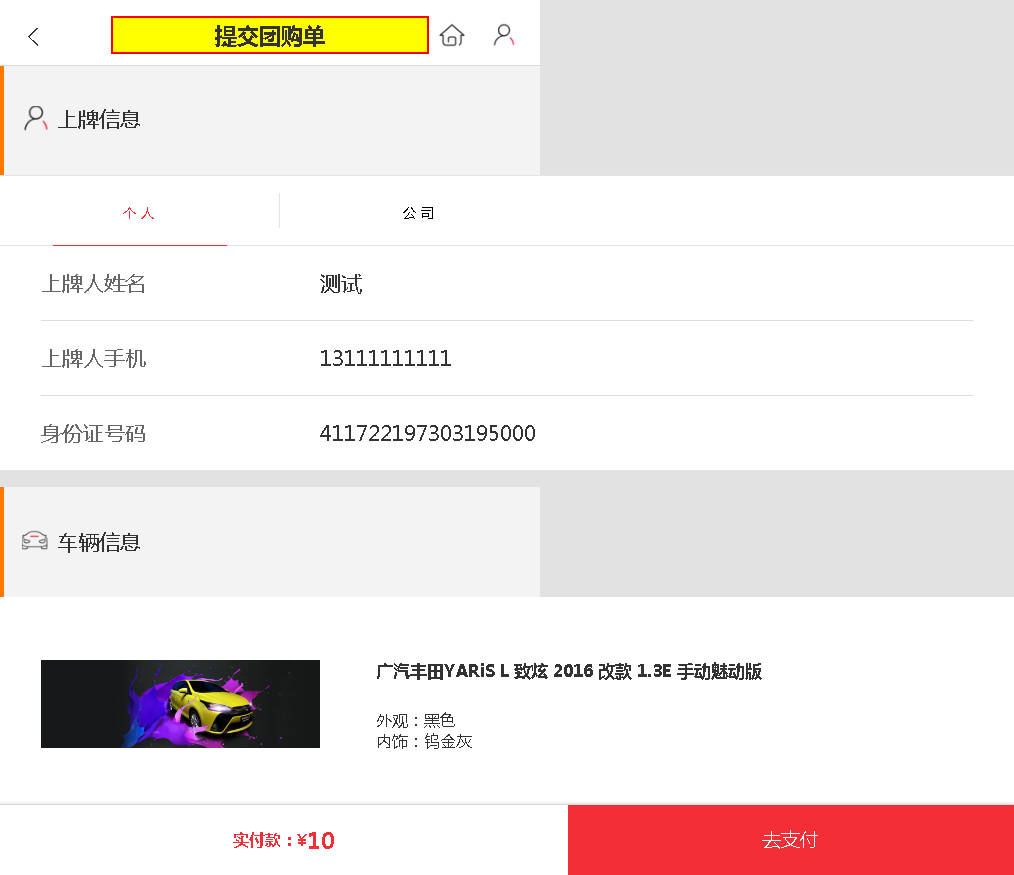 提交团购单
上牌信息
个人
公司
上牌人姓名 测试
上牌人手机 13111111111
身份证号码 411722197303195000
车辆信息
广汽丰田YARiS L 致炫 2016 改款 1.3E 手动魅动版
外观：黑色
内饰：钨金灰
实付款：¥10
去支付